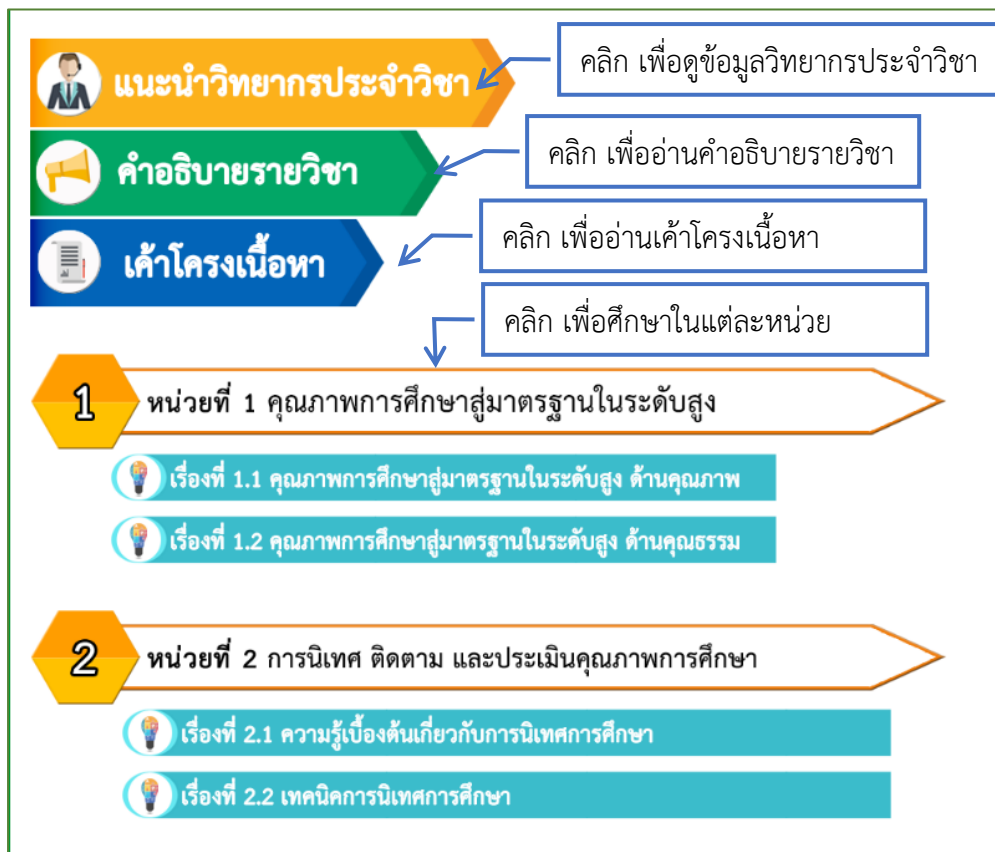 แนะนำวิทยากรประจำวิชา
คลิก เพื่อดูข้อมูลวิทยากรประจำวิชา
คำอธิบายรายวิชา
คลิก เพื่ออ่านคำอธิบายรายวิชา
เค้าโครงเนื้อหา
คลิก เพื่ออ่านเค้าโครงเนื้อหา
คลิก เพื่อศึกษาในแต่ละหน่วย
1 หน่วยที่ 1 คุณภาพการศึกษาสู่มาตรฐานในระดับสูง
เรื่องที่ 1.1 คุณภาพการศึกษาสู่มาตรฐานในระดับสูง ด้านคุณภาพ
เรื่องที่ 1.2 คุณภาพการศึกษาสู่มาตรฐานในระดับสูง ด้านคุณธรรม
2 หน่วยที่ 2 การนิเทศ ติดตาม และประเมินคุณภาพการศึกษา
เรื่องที่ 2.1 ความรู้เบื้องต้นเกี่ยวกับการนิเทศการศึกษา
เรื่องที่ 2.2 เทคนิคการนิเทศการศึกษา